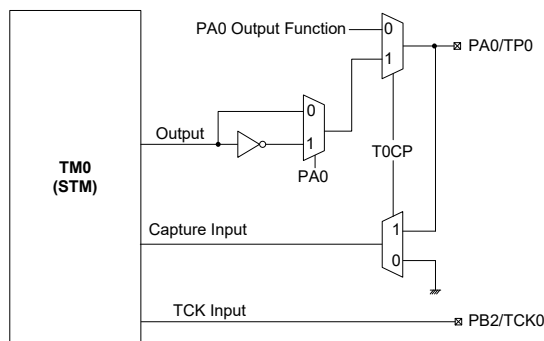 PA0 Output Function
0
1
PA0/TP0
Output
0
1
PA0
T0CP
TM0
(STM)
Capture Input
1
0
TCK Input
PB2/TCK0